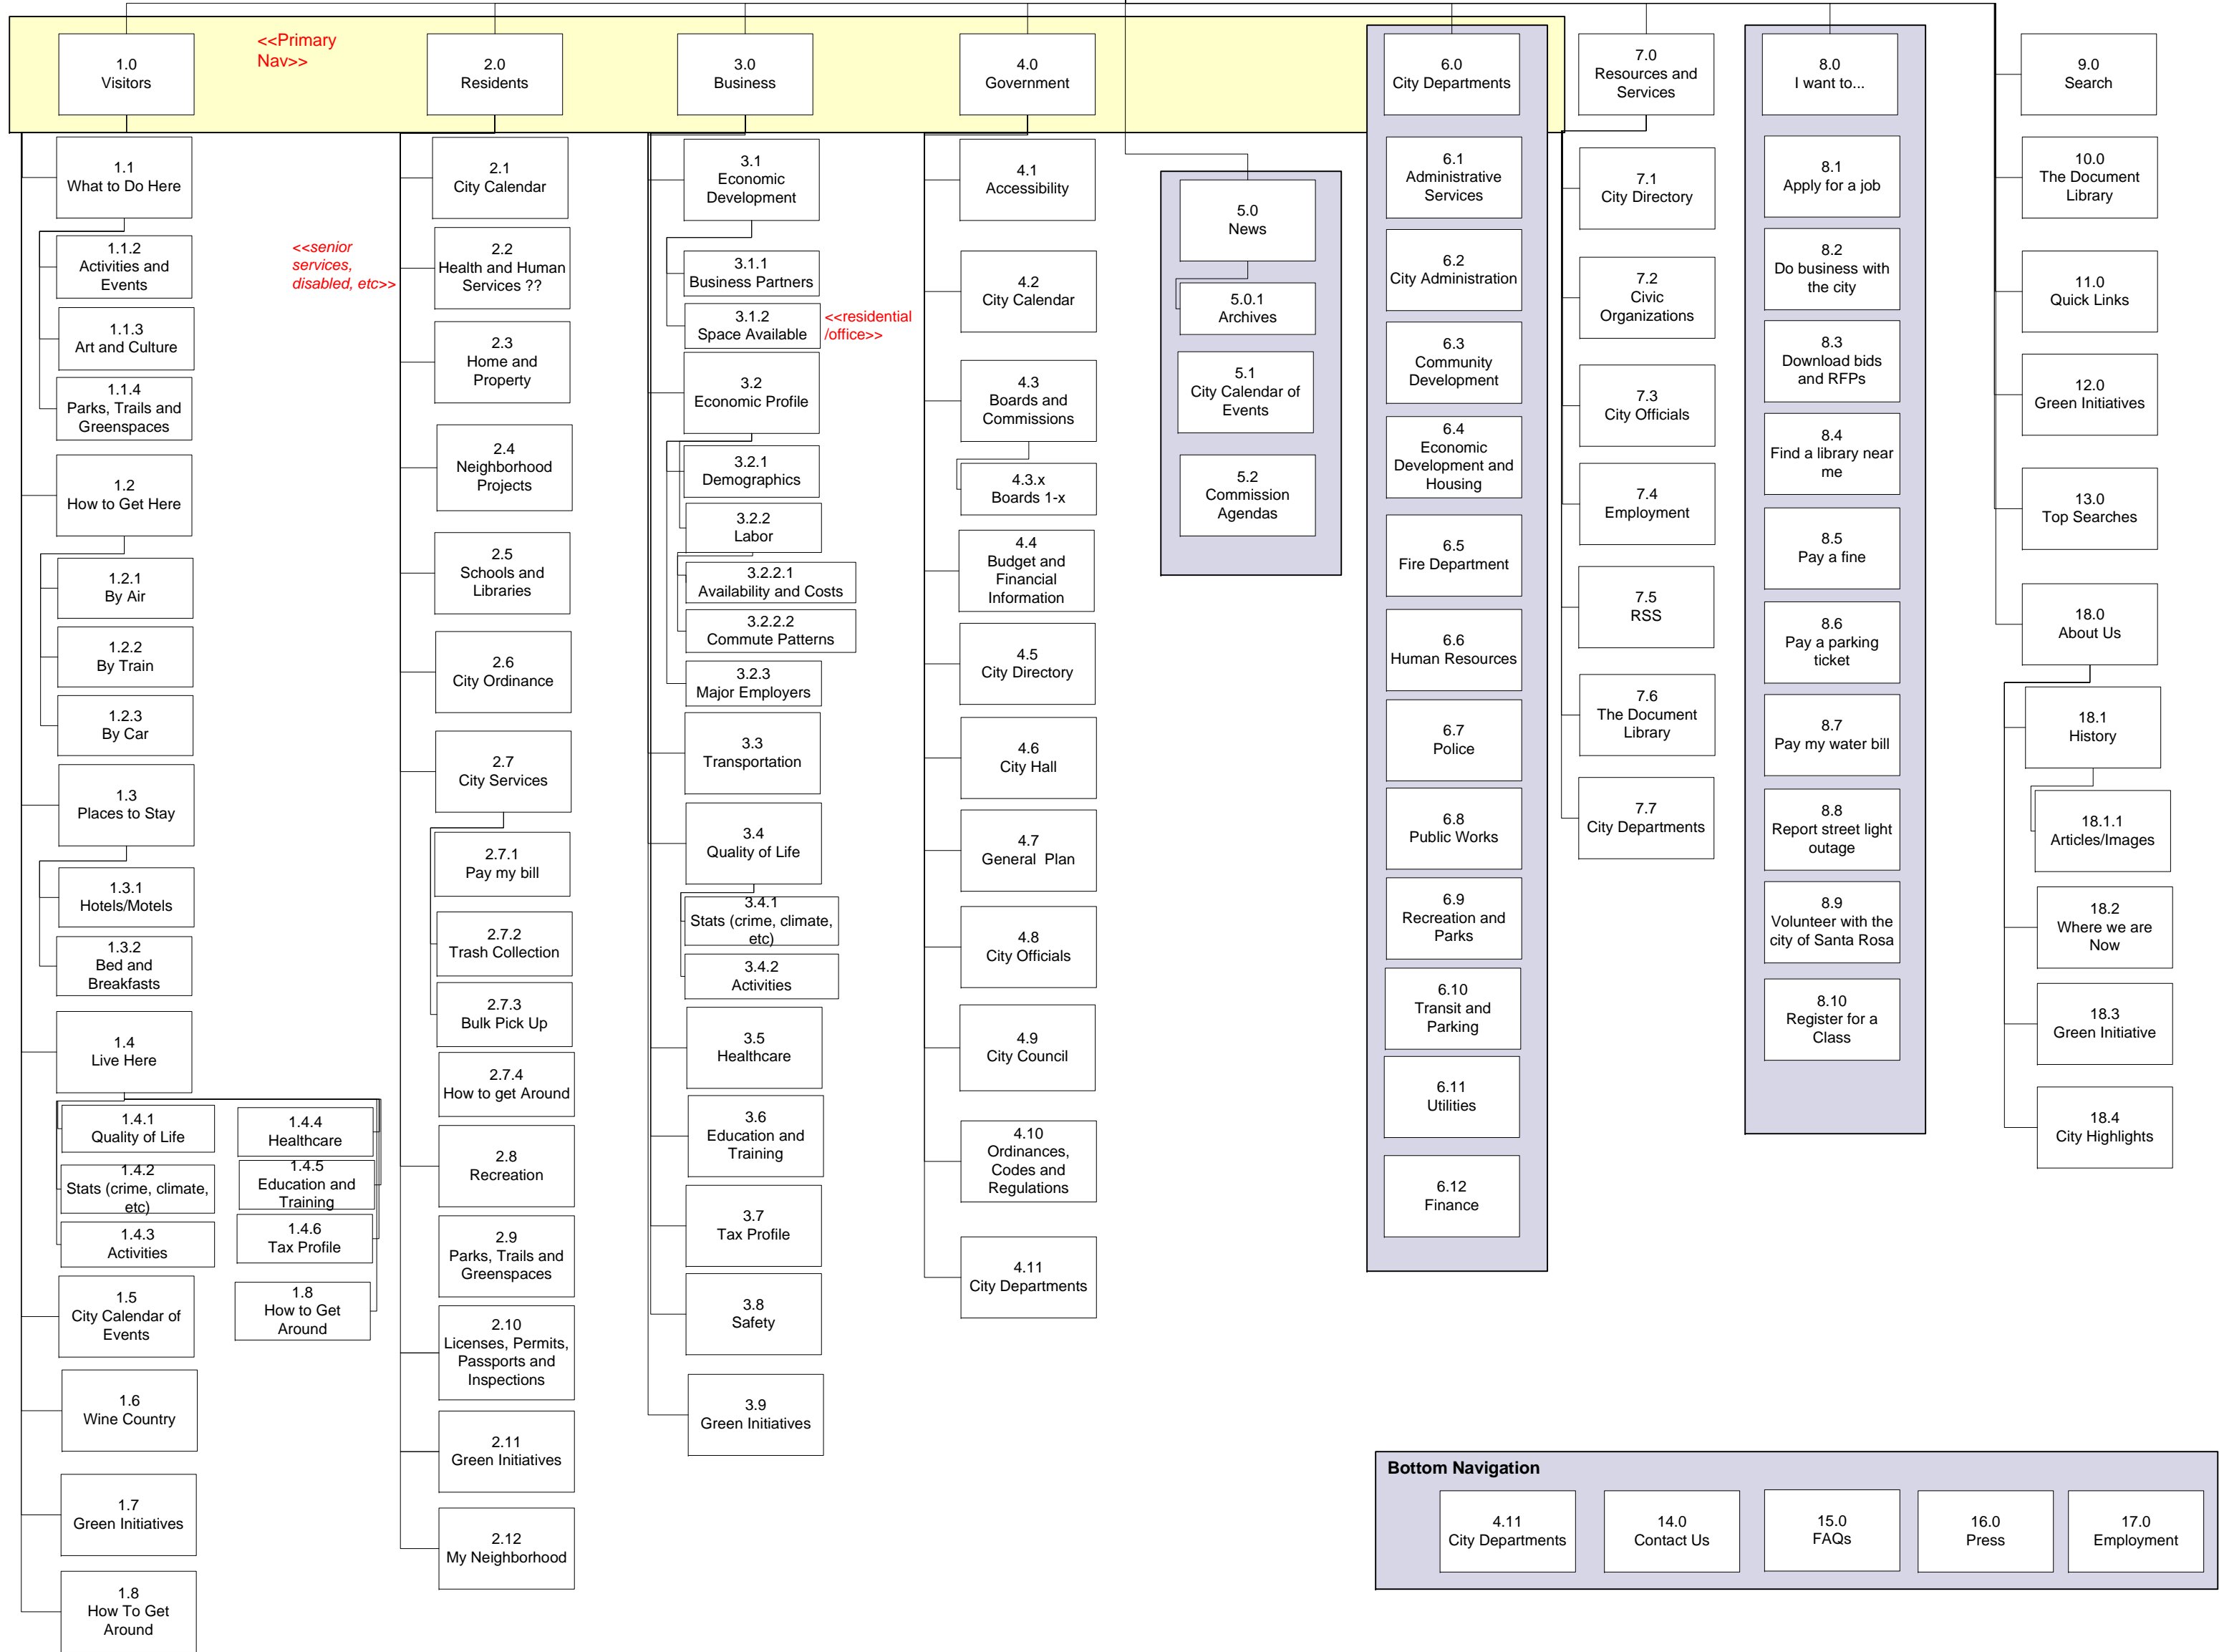 <<Primary
Nav>>
1.0
Visitors
1.1
What to Do Here
1.1.2
Activities and
Events
1.1.3
Art and Culture
1.1.4
Parks, Trails and
Greenspaces
1.2
How to Get Here
1.2.1
By Air
1.2.2
By Train
1.2.3
By Car
1.3
Places to Stay
1.3.1
Hotels/Motels
1.3.2
Bed and
Breakfasts
1.4
Live Here
1.4.1
Quality of Life
1.4.2
Stats (crime, climate,
etc)
1.4.3
Activities
1.4.4
Healthcare
1.4.5
Education and
Training
1.4.6
Tax Profile
1.8
How to Get
Around
1.5
City Calendar of
Events
1.6
Wine Country
1.7
Green Initiatives
1.8
How To Get
Around
2.0
Residents
2.1
City Calendar
<<senior
services,
disabled, etc>>
2.2
Health and Human
Services ??
2.3
Home and
Property
2.4
Neighborhood
Projects
2.5
Schools and
Libraries
2.6
City Ordinance
2.7
City Services
2.7.1
Pay my bill
2.7.2
Trash Collection
2.7.3
Bulk Pick Up
2.7.4
How to get Around
2.8
Recreation
2.9
Parks, Trails and
Greenspaces
2.10
Licenses, Permits,
Passports and
Inspections
2.11
Green Initiatives
2.12
My Neighborhood
3.0
Business
3.1
Economic
Development
3.1.1
Business Partners
3.1.2
Space Available
<<residential
/office>>
3.2
Economic Profile
3.2.1
Demographics
3.2.2
Labor
3.2.2.1
Availability and Costs
3.2.2.2
Commute Patterns
3.2.3
Major Employers
3.3
Transportation
3.4
Quality of Life
3.4.1
Stats (crime, climate,
etc)
3.4.2
Activities
3.5
Healthcare
3.6
Education and
Training
3.7
Tax Profile
3.8
Safety
3.9
Green Initiatives
4.0
Government
4.1
Accessibility
4.2
City Calendar
4.3
Boards and
Commissions
4.3.x
Boards 1-x
4.4
Budget and
Financial
Information
4.5
City Directory
4.6
City Hall
4.7
General  Plan
4.8
City Officials
4.9
City Council
4.10
Ordinances,
Codes and
Regulations
4.11
City Departments
5.0
News
5.0.1
Archives
5.1
City Calendar of
Events
5.2
Commission
Agendas
6.0
City Departments
6.1
Administrative
Services
6.2
City Administration
6.3
Community
Development
6.4
Economic
Development and
Housing
6.5
Fire Department
6.6
Human Resources
6.7
Police
6.8
Public Works
6.9
Recreation and
Parks
6.10
Transit and
Parking
6.11
Utilities
6.12
Finance
7.0
Resources and
Services
7.1
City Directory
7.2
Civic
Organizations
7.3
City Officials
7.4
Employment
7.5
RSS
7.6
The Document
Library
7.7
City Departments
8.0
I want to...
8.1
Apply for a job
8.2
Do business with
the city
8.3
Download bids
and RFPs
8.4
Find a library near
me
8.5
Pay a fine
8.6
Pay a parking
ticket
8.7
Pay my water bill
8.8
Report street light
outage
8.9
Volunteer with the
city of Santa Rosa
8.10
Register for a
Class
9.0
Search
10.0
The Document
Library
11.0
Quick Links
12.0
Green Initiatives
13.0
Top Searches
18.0
About Us
18.1
History
18.1.1
Articles/Images
18.2
Where we are
Now
18.3
Green Initiative
18.4
City Highlights
Bottom Navigation
4.11
City Departments
14.0
Contact Us
15.0
FAQs
16.0
Press
17.0
Employment